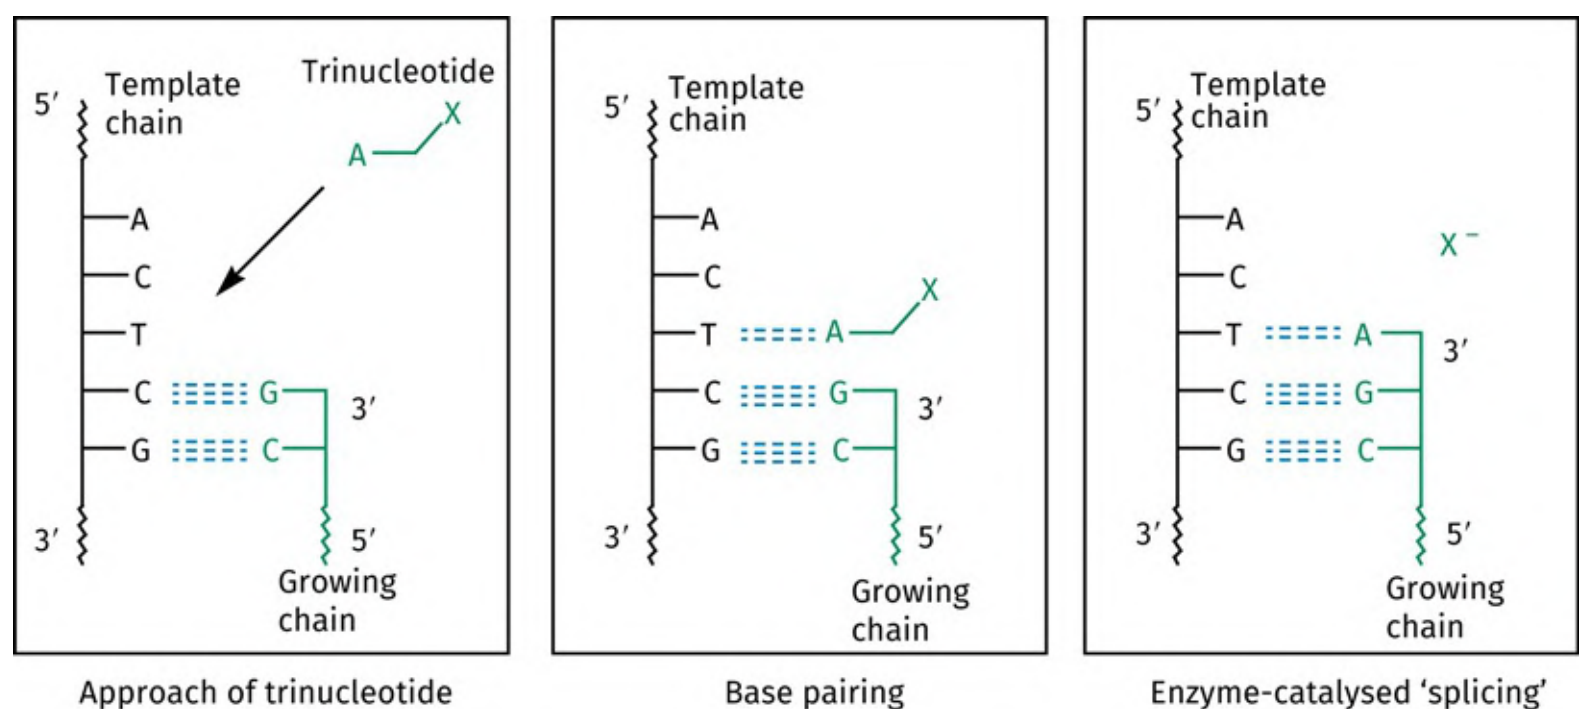 Template
chain
Trinucleotide
5′
X
A
A
C
T
C G
3′
G C
3′
5′
Growing
chain
Approach of trinucleotide
Template
chain
5′
A
C
X
T A
C G
3′
G C
3′
5′
Growing
chain
Base pairing
Template
chain
5′
A
X⁻
C
T A
3′
C G
G C
3′
5′
Growing
chain
Enzyme-catalysed ‘splicing’